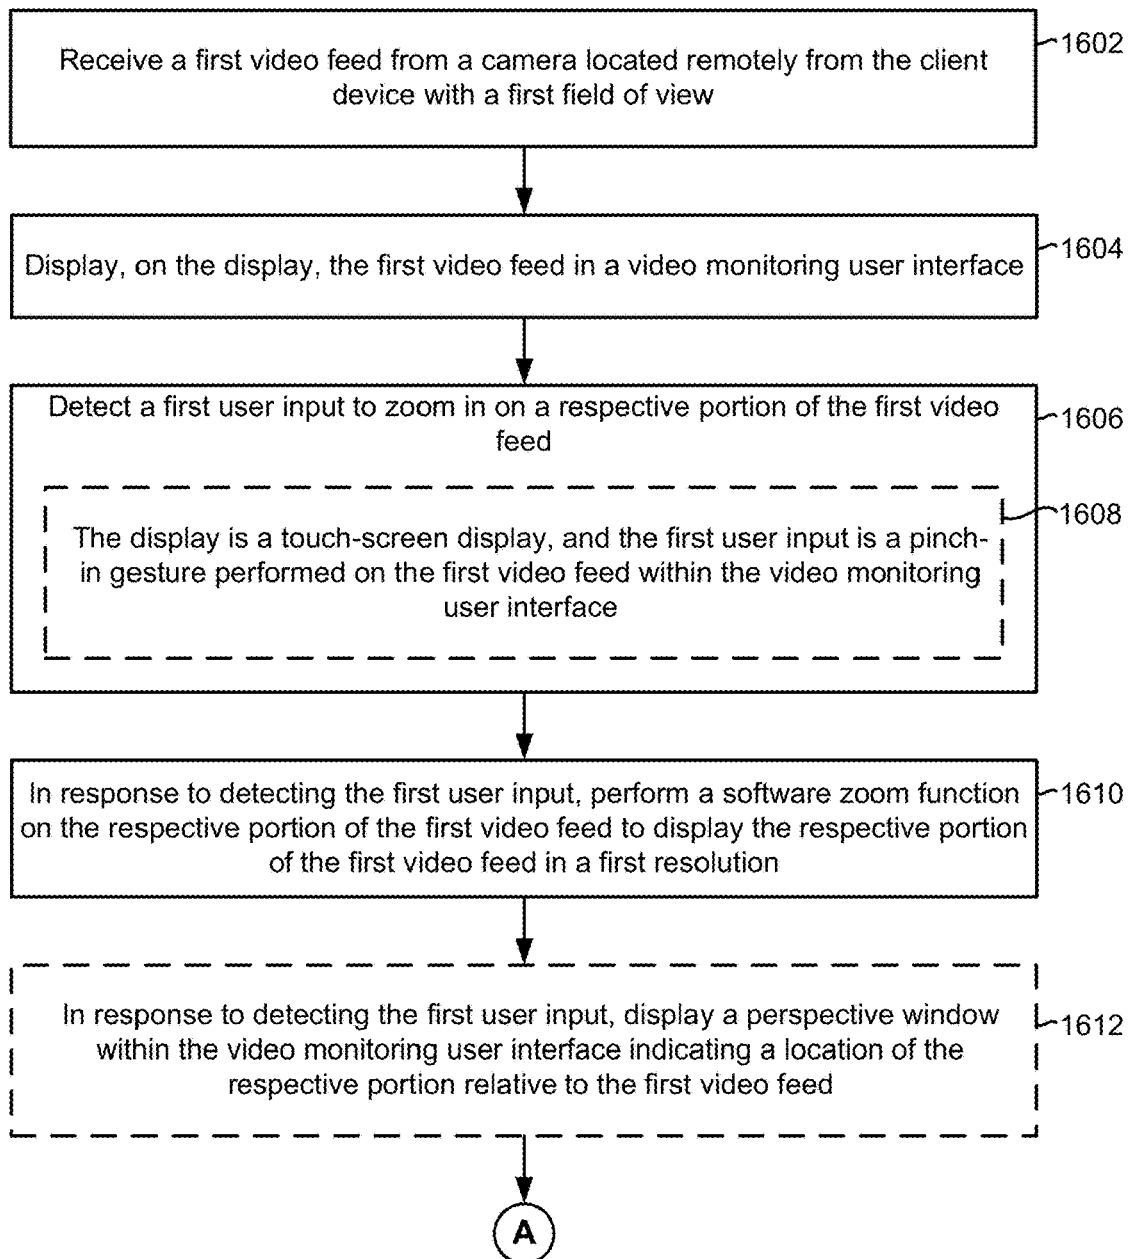 Receive a first video feed from a camera located remotely from the client
device with a first field of view
1602
Display, on the display, the first video feed in a video monitoring user interface
1604
Detect a first user input to zoom in on a respective portion of the first video
feed
1606
The display is a touch-screen display, and the first user input is a pinch-
in gesture performed on the first video feed within the video monitoring
user interface
1608
In response to detecting the first user input, perform a software zoom function
on the respective portion of the first video feed to display the respective portion
of the first video feed in a first resolution
1610
In response to detecting the first user input, display a perspective window
within the video monitoring user interface indicating a location of the
respective portion relative to the first video feed
1612
A